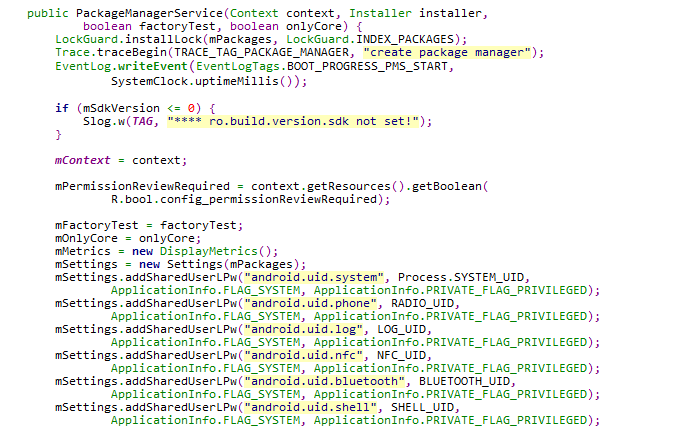 public PackageManagerService(Context context, Installer installer,
boolean factoryTest, boolean onlyCore) {
LockGuard.installLock(mPackages, LockGuard.INDEX_PACKAGES);
Trace.traceBegin(TRACE_TAG_PACKAGE_MANAGER, "create package manager");
EventLog.writeEvent(EventLogTags.BOOT_PROGRESS_PMS_START,
SystemClock.uptimeMillis());
if (mSdkVersion <= 0) {
Slog.w(TAG, "**** ro.build.version.sdk not set!");
}
mContext = context;
mPermissionReviewRequired = context.getResources().getBoolean(
R.bool.config_permissionReviewRequired);
mFactoryTest = factoryTest;
mOnlyCore = onlyCore;
mMetrics = new DisplayMetrics();
mSettings = new Settings(mPackages);
mSettings.addSharedUserLPw("android.uid.system", Process.SYSTEM_UID,
ApplicationInfo.FLAG_SYSTEM, ApplicationInfo.PRIVATE_FLAG_PRIVILEGED);
mSettings.addSharedUserLPw("android.uid.phone", RADIO_UID,
ApplicationInfo.FLAG_SYSTEM, ApplicationInfo.PRIVATE_FLAG_PRIVILEGED);
mSettings.addSharedUserLPw("android.uid.log", LOG_UID,
ApplicationInfo.FLAG_SYSTEM, ApplicationInfo.PRIVATE_FLAG_PRIVILEGED);
mSettings.addSharedUserLPw("android.uid.nfc", NFC_UID,
ApplicationInfo.FLAG_SYSTEM, ApplicationInfo.PRIVATE_FLAG_PRIVILEGED);
mSettings.addSharedUserLPw("android.uid.bluetooth", BLUETOOTH_UID,
ApplicationInfo.FLAG_SYSTEM, ApplicationInfo.PRIVATE_FLAG_PRIVILEGED);
mSettings.addSharedUserLPw("android.uid.shell", SHELL_UID,
ApplicationInfo.FLAG_SYSTEM, ApplicationInfo.PRIVATE_FLAG_PRIVILEGED);